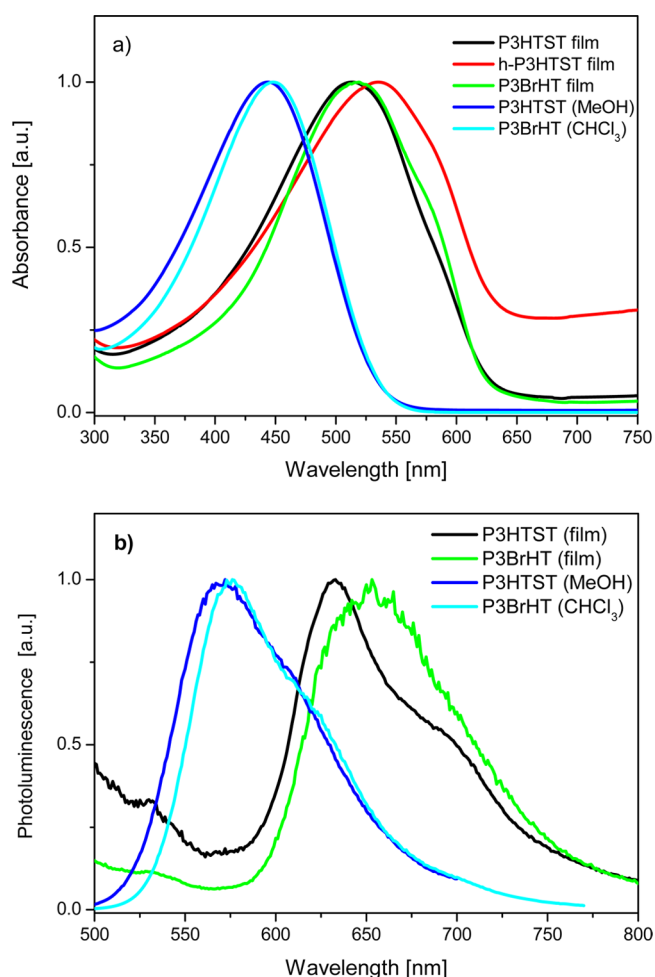 a)
P3HTST film
h-P3HTST film
P3BrHT film
P3HTST (MeOH)
P3BrHT (CHCl₃)
1.0
0.5
0.0
Absorbance [a.u.]
300 350 400 450 500 550 600 650 700 750
Wavelength [nm]
b)
P3HTST (film)
P3BrHT (film)
P3HTST (MeOH)
P3BrHT (CHCl₃)
1.0
0.5
0.0
Photoluminescence [a.u.]
500 550 600 650 700 750 800
Wavelength [nm]